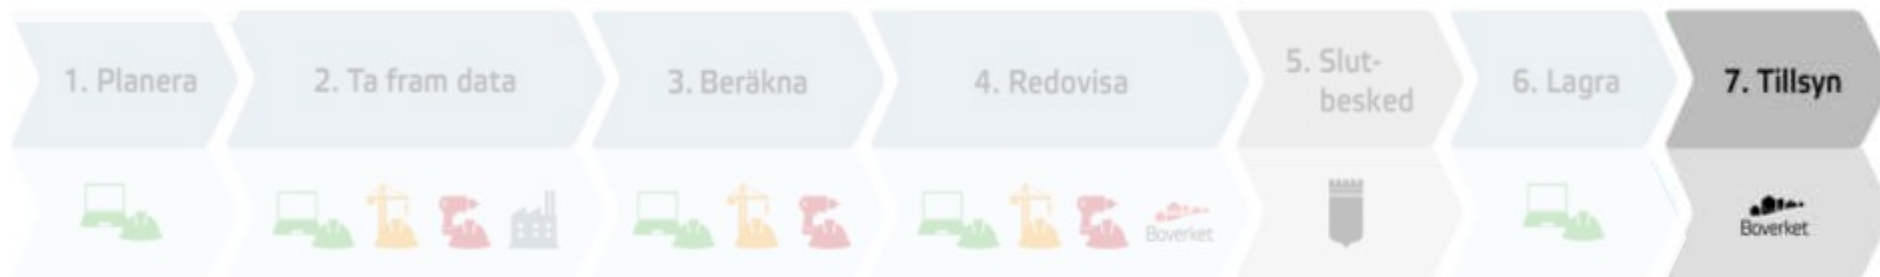 1. Planera
2. Ta fram data
3. Beräkna
4. Redovisa
5. Slut-
besked
6. Lagra
7. Tillsyn
Boverket
Boverket